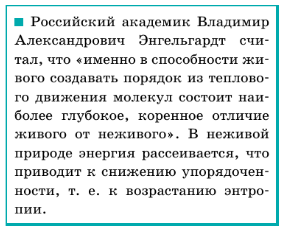 ■ Российский академик Владимир
Александрович Энгельгардт счи-
тал, что «именно в способности жи-
вого создавать порядок из теплово-
го движения молекул состоит наи-
более глубокое, коренное отличие
живого от неживого». В неживой
природе энергия рассеивается, что
приводит к снижению упорядочен-
ности, т. е. к возрастанию энтро-
пии.